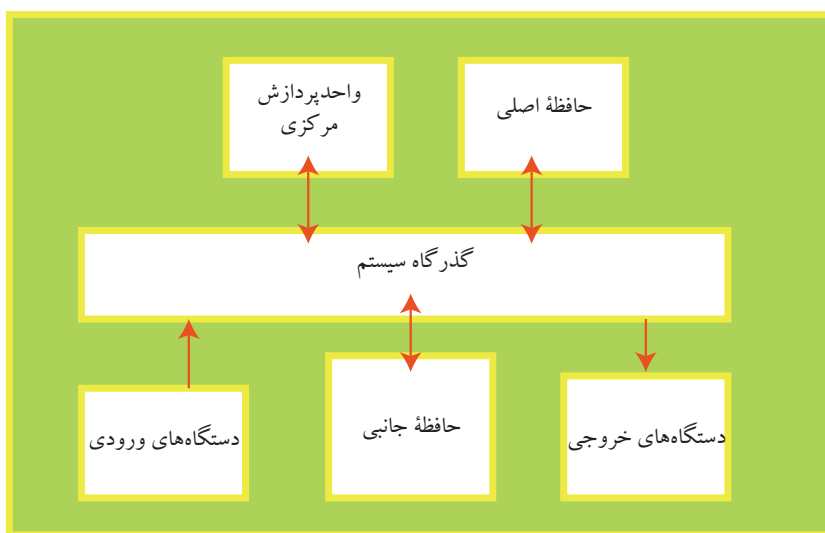 حافظهٔ اصلی
واحدپردازش
مرکزی
گذرگاه سیستم
دستگاه‌های خروجی
حافظهٔ جانبی
دستگاه‌های ورودی